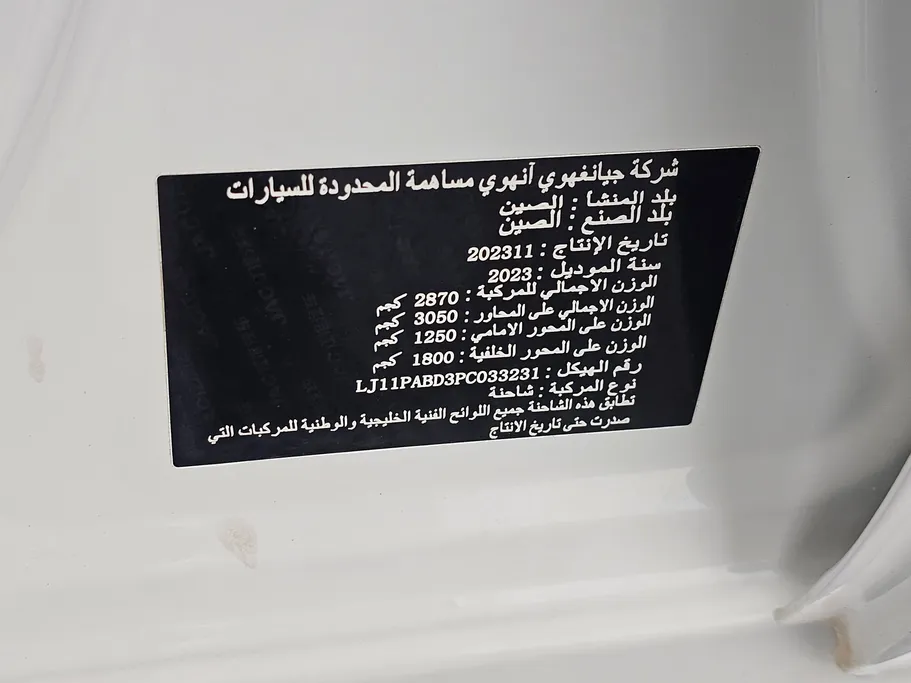 شركة جيانغهوي آنهوي مساهمة المحدودة للسيارات
بلد المنشأ : الصين
بلد الصنع : الصين
تاريخ الإنتاج : 202311
سنة الموديل : 2023
الوزن الاجمالي للمركبة : 2870 كجم
الوزن الاجمالي على المحاور : 3050 كجم
الوزن على المحور الامامي : 1250 كجم
الوزن على المحور الخلفية : 1800 كجم
رقم الهيكل : LJ11PABD3PC033231
نوع المركبة : شاحنة
تطابق هذه الشاحنة جميع اللوائح الفنية الخليجية والوطنية للمركبات التي
صدرت حتى تاريخ الانتاج